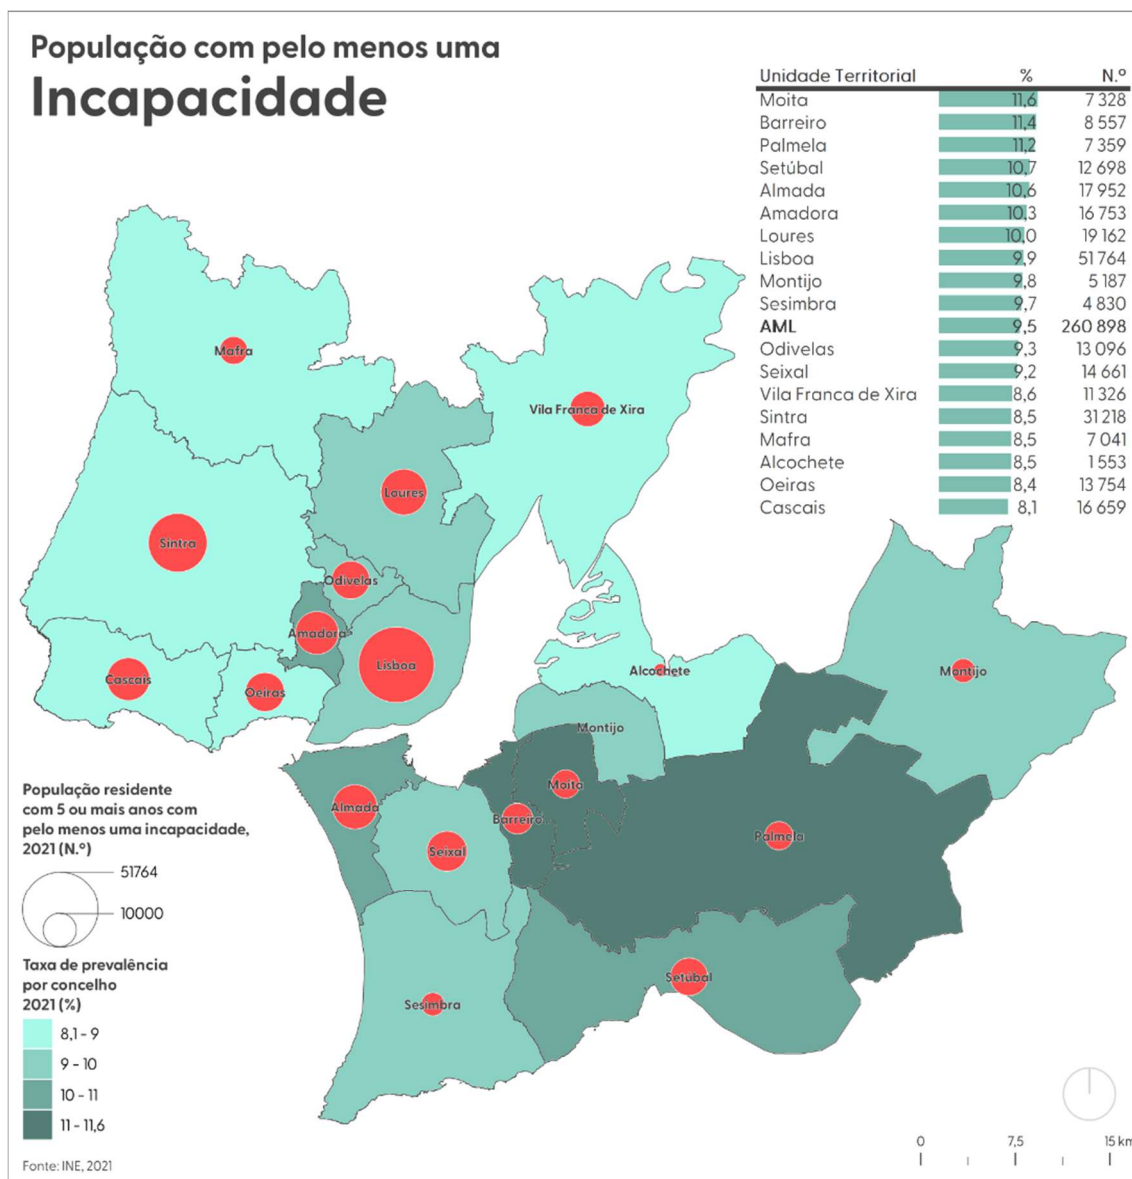 População com pelo menos uma
Incapacidade
Unidade Territorial % N.º
Moita 11,6 7 328
Barreiro 11,4 8 557
Palmela 11,2 7 359
Setúbal 10,7 12 698
Almada 10,6 17 952
Amadora 10,3 16 753
Loures 10,0 19 162
Lisboa 9,9 51 764
Montijo 9,8 5 187
Sesimbra 9,7 4 830
AML 9,5 260 898
Odivelas 9,3 13 096
Seixal 9,2 14 661
Vila Franca de Xira 8,6 11 326
Sintra 8,5 31 218
Mafra 8,5 7 041
Alcochete 8,5 1 553
Oeiras 8,4 13 754
Cascais 8,1 16 659
Mafra
Vila Franca de Xira
Loures
Sintra
Odivelas
Amadora
Lisboa
Cascais
Oeiras
Alcochete
Montijo
Montijo
Moita
Almada
Barreiro
Seixal
Palmela
Setúbal
Sesimbra
População residente
com 5 ou mais anos com
pelo menos uma incapacidade,
2021 (N.º)
51764
10000
Taxa de prevalência
por concelho
2021 (%)
8,1 - 9
9 - 10
10 - 11
11 - 11,6
Fonte: INE, 2021
0 7,5 15 km